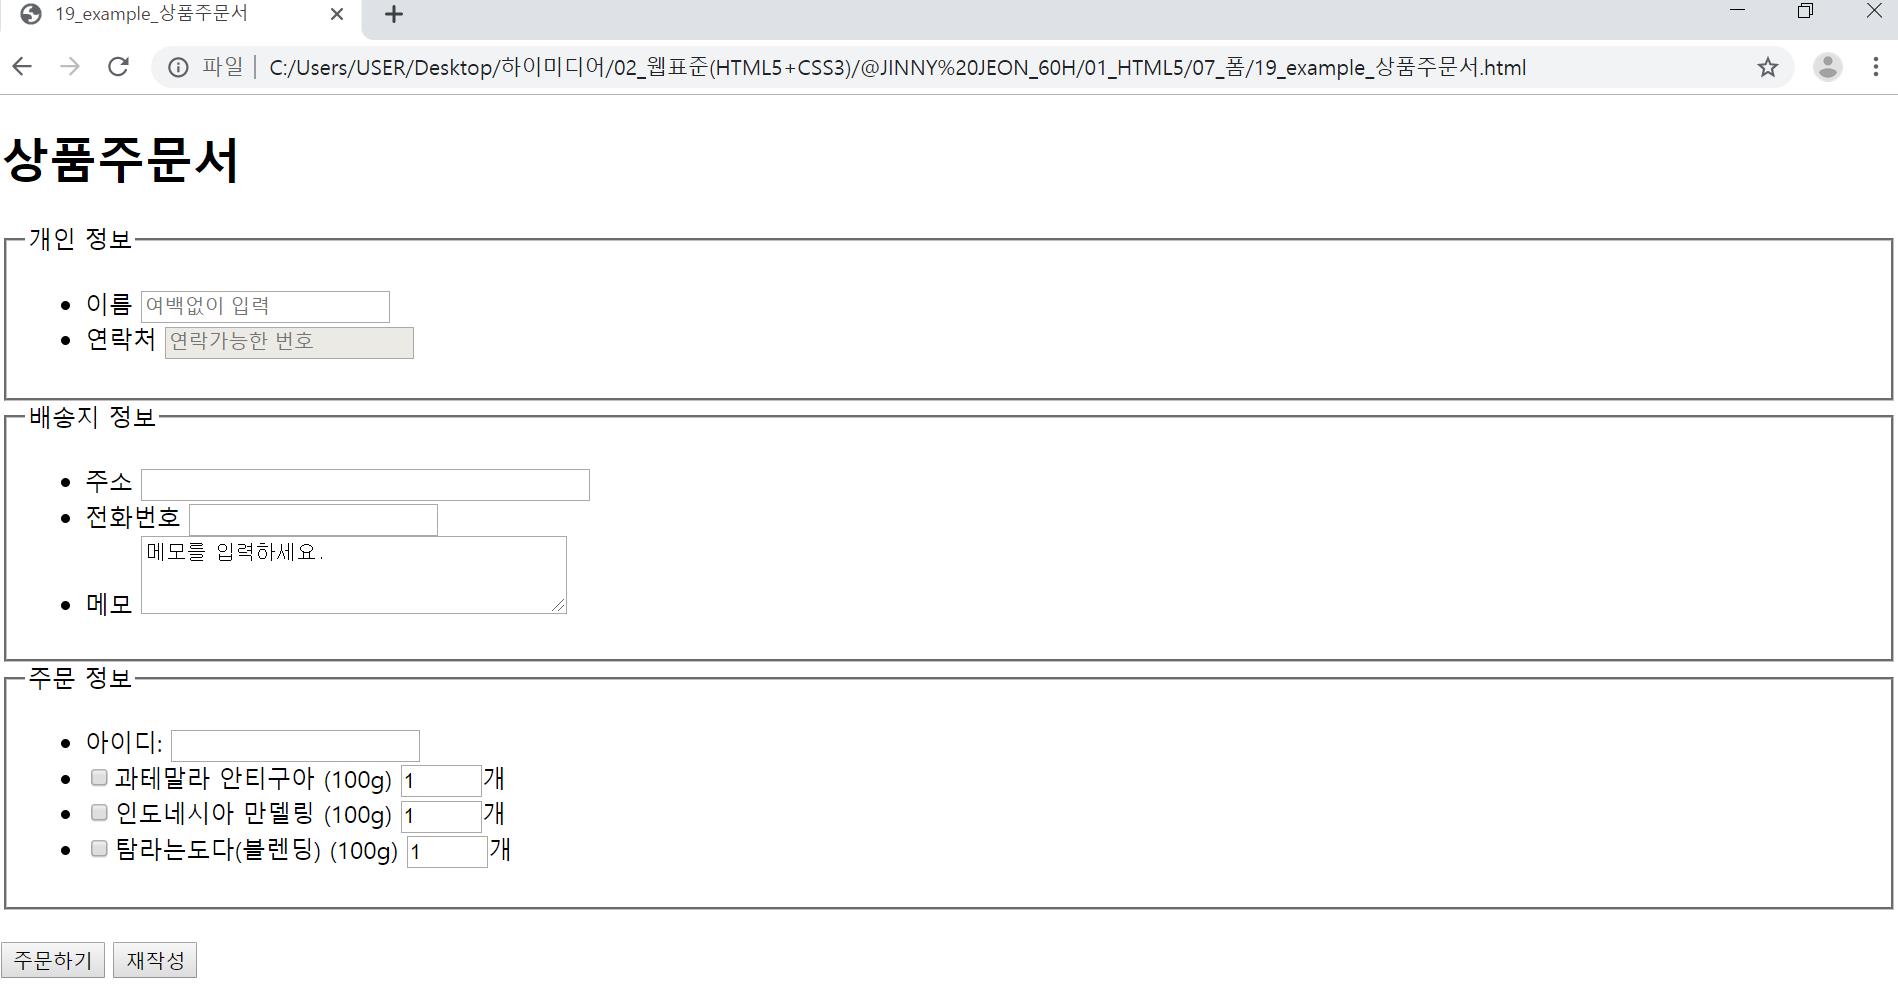 19_example_상품주문서
파일 | C:/Users/USER/Desktop/하이미디어/02_웹표준(HTML5+CSS3)/@JINNY%20JEON_60H/01_HTML5/07_폼/19_example_상품주문서.html
상품주문서
개인 정보
이름 여백없이 입력
연락처 연락가능한 번호
배송지 정보
주소
전화번호
메모를 입력하세요.
메모
주문 정보
아이디:
과테말라 안티구아 (100g) 1개
인도네시아 만델링 (100g) 1개
탐라는도다(블렌딩) (100g) 1개
주문하기 재작성